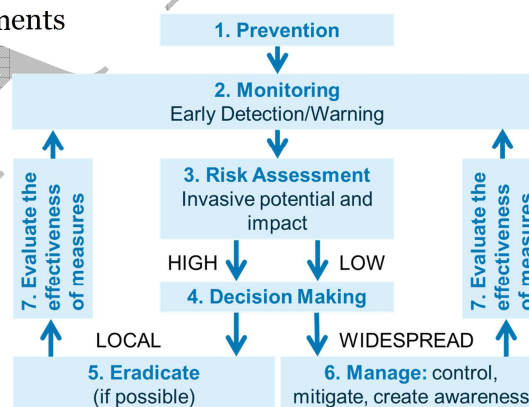 ments
1. Prevention
2. Monitoring
Early Detection/Warning
3. Risk Assessment
Invasive potential and
impact
HIGH
LOW
4. Decision Making
LOCAL
WIDESPREAD
5. Eradicate
(if possible)
6. Manage: control,
mitigate, create awareness
7. Evaluate the
effectiveness
of measures
7. Evaluate the
effectiveness
of measures